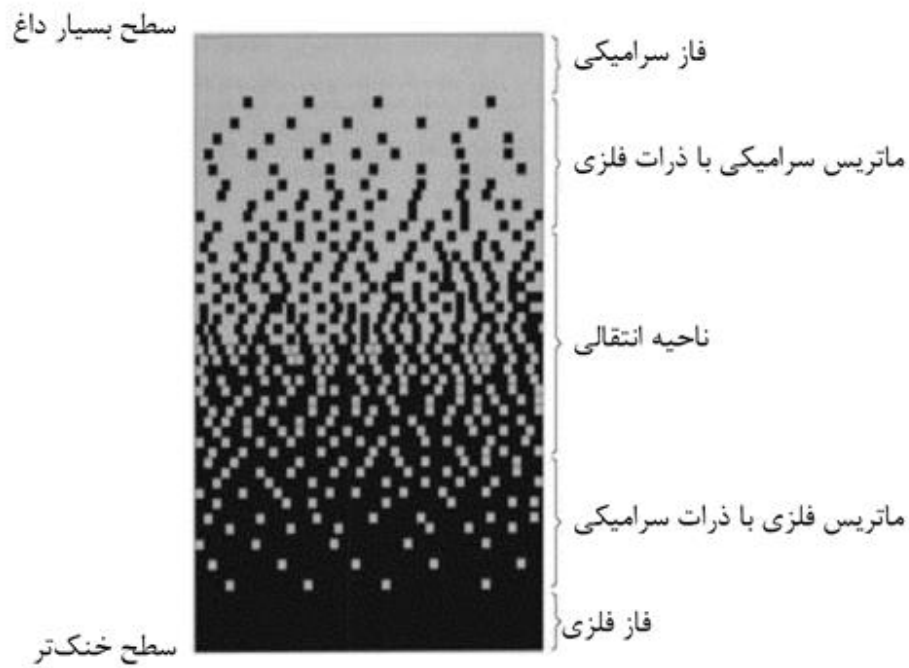 سطح بسیار داغ
فاز سرامیکی
ماتریس سرامیکی با ذرات فلزی
ناحیه انتقالی
ماتریس فلزی با ذرات سرامیکی
فاز فلزی
سطح خنک‌تر